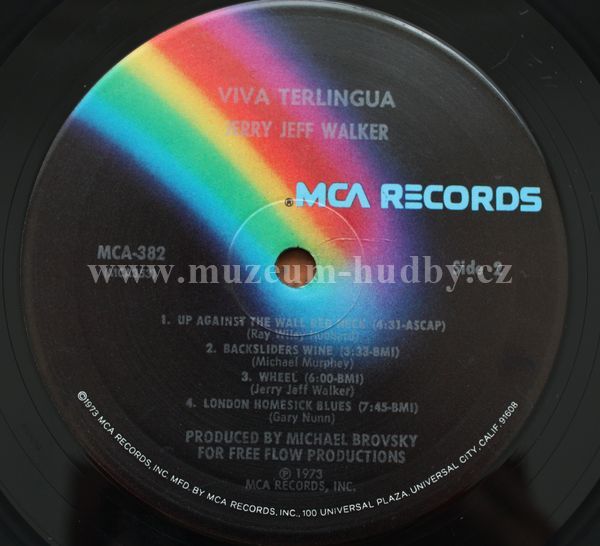 VIVA TERLINGUA
JERRY JEFF WALKER
®MCA RECORDS
MCA-382
Side 2
www.muzeum-hudby.cz
1. UP AGAINST THE WALL RED NECK (4:31-ASCAP)
(Ray Wiley Hubbard)
2. BACKSLIDERS WINE (3:33-BMI)
(Michael Murphey)
3. WHEEL (6:00-BMI)
(Jerry Jeff Walker)
4. LONDON HOMESICK BLUES (7:45-BMI)
(Gary Nunn)
PRODUCED BY MICHAEL BROVSKY
FOR FREE FLOW PRODUCTIONS
℗ 1973
MCA RECORDS, INC.
©1973 MCA RECORDS, INC MFD. BY MCA RECORDS, INC., 100 UNIVERSAL PLAZA, UNIVERSAL CITY, CALIF. 91608